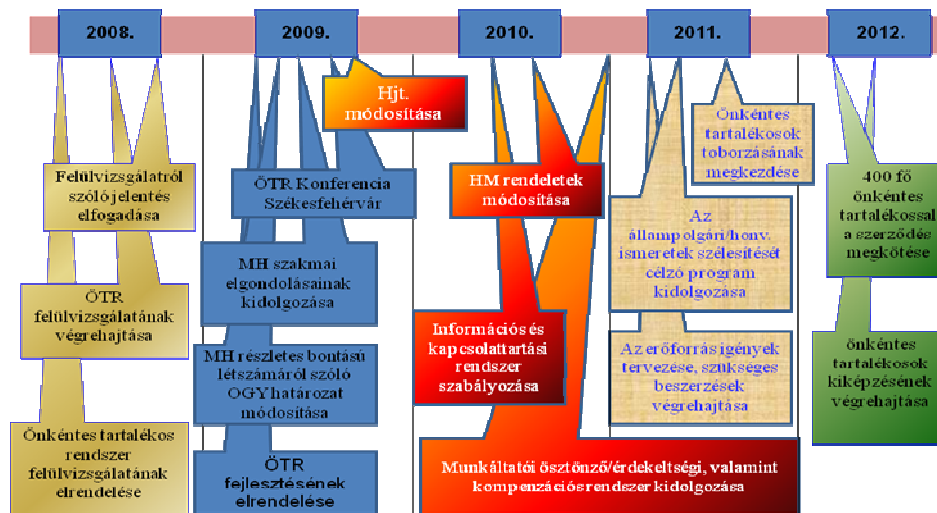 2008.
2009.
2010.
2011.
2012.
Felülvizsgálatról
szóló jelentés
elfogadása
ÖTR
felülvizsgálatának
végrehajtása
Önkéntes tartalékos
rendszer
felülvizsgálatának
elrendelése
Hjt.
módosítása
ÖTR Konferencia
Székesfehérvár
MH szakmai
elgondolásainak
kidolgozása
MH részletes bontású
létszámáról szóló
OGY határozat
módosítása
ÖTR
fejlesztésének
elrendelése
HM rendeletek
módosítása
Információs és
kapcsolattartási
rendszer
szabályozása
Munkáltatói ösztönző/érdekeltségi, valamint
kompenzációs rendszer kidolgozása
Önkéntes
tartalékosok
toborzásának
megkezdése
Az
állampolgári/honv.
ismeretek szélesítését
célzó program
kidolgozása
Az erőforrás igények
tervezese, szükséges
beszerzések
végrehajtása
400 fő
önkéntes
tartalékossal
a szerződés
megkötése
önkéntes
tartalékosok
kiképzésének
végrehajtása